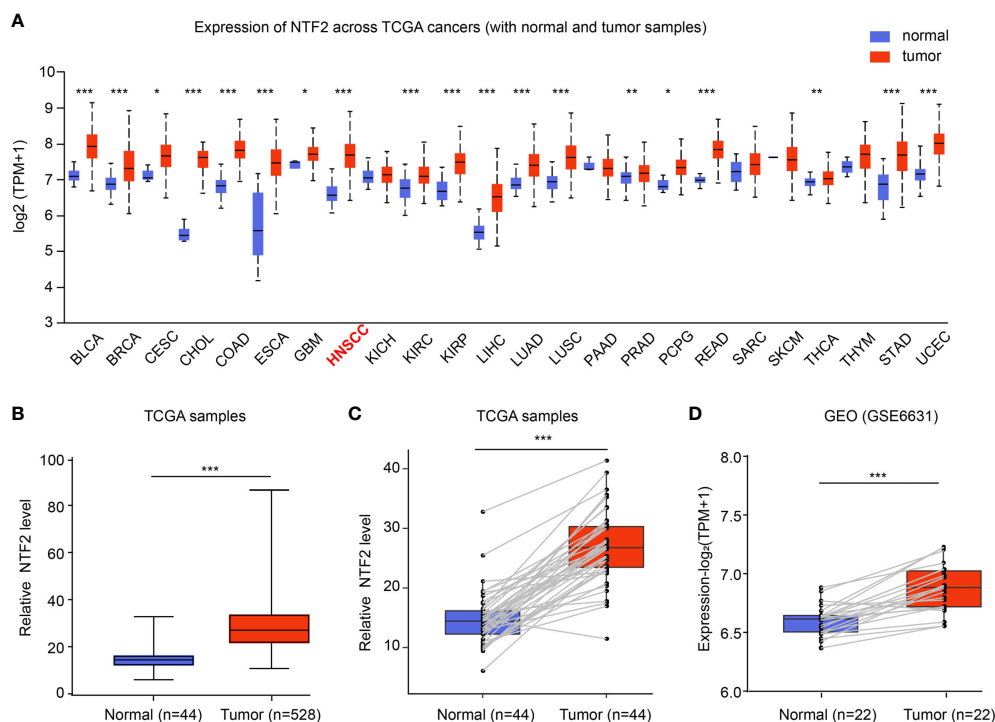 A
Expression of NTF2 across TCGA cancers (with normal and tumor samples)
normal
tumor
log2 (TPM+1)
10
9
8
7
6
5
4
3
*** *** * *** *** *** * *** *** *** *** *** *** ** * *** ** *** ***
BLCA BRCA CESC CHOL COAD ESCA GBM HNSCC KICH KIRC KIRP LIHC LUAD LUSC PAAD PRAD PCPG READ SARC SKCM THCA THYM STAD UCEC
B
TCGA samples
Relative NTF2 level
100
80
60
40
20
0
***
Normal (n=44) Tumor (n=528)
C
TCGA samples
Relative NTF2 level
40
30
20
10
***
Normal (n=44) Tumor (n=44)
D
GEO (GSE6631)
Expression-log₂(TPM+1)
8.0
7.5
7.0
6.5
6.0
***
Normal (n=22) Tumor (n=22)